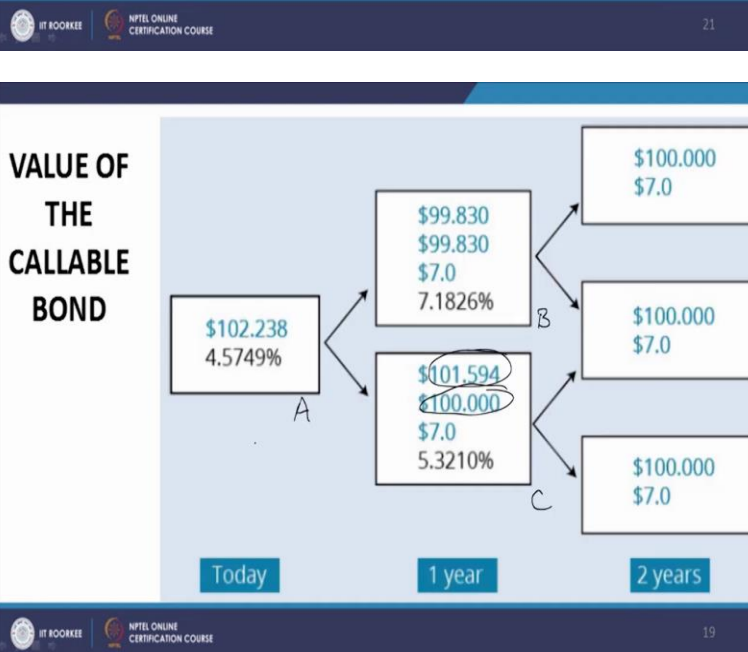 IIT ROORKEE
NPTEL ONLINE
CERTIFICATION COURSE
21
VALUE OF
THE
CALLABLE
BOND
$102.238
4.5749%
A
$99.830
$99.830
$7.0
7.1826%
B
$101.594
$100.000
$7.0
5.3210%
C
$100.000
$7.0
$100.000
$7.0
$100.000
$7.0
Today
1 year
2 years
IIT ROORKEE
NPTEL ONLINE
CERTIFICATION COURSE
19